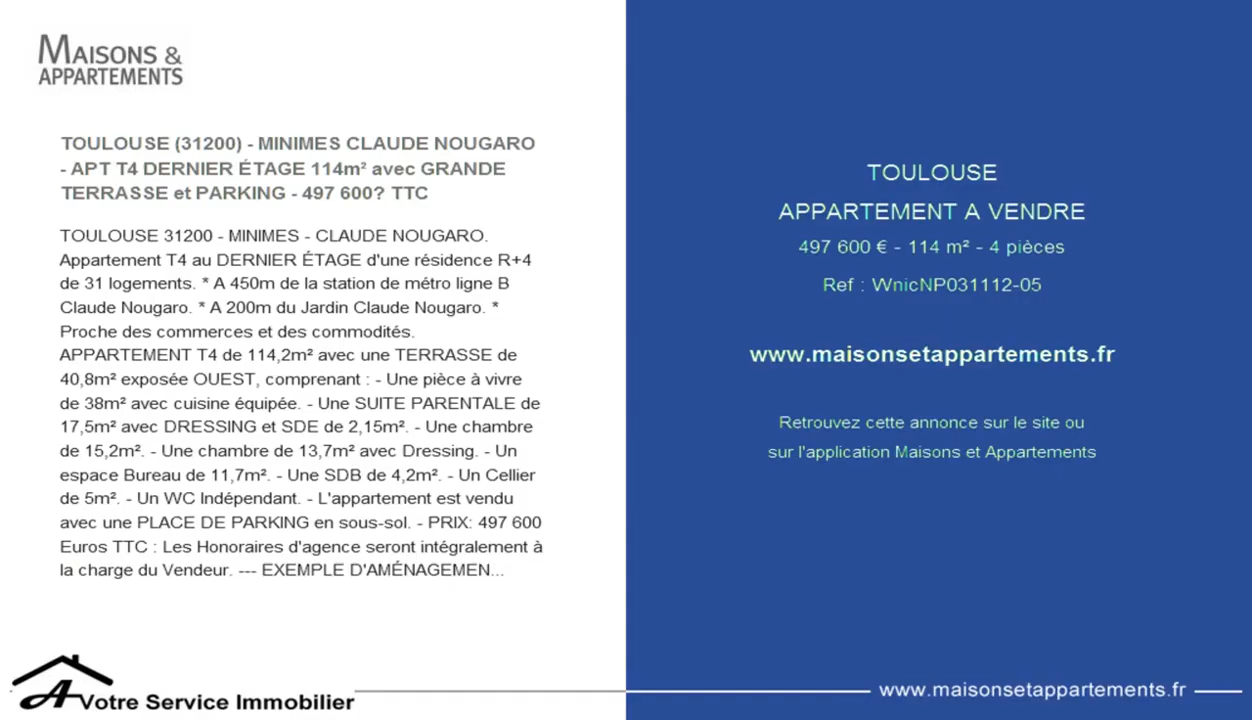 MAISONS &
APPARTEMENTS
TOULOUSE (31200) - MINIMES CLAUDE NOUGARO
- APT T4 DERNIER ÉTAGE 114m² avec GRANDE
TERRASSE et PARKING - 497 600? TTC
TOULOUSE 31200 - MINIMES - CLAUDE NOUGARO.
Appartement T4 au DERNIER ÉTAGE d'une résidence R+4
de 31 logements. * A 450m de la station de métro ligne B
Claude Nougaro. * A 200m du Jardin Claude Nougaro. *
Proche des commerces et des commodités.
APPARTEMENT T4 de 114,2m² avec une TERRASSE de
40,8m² exposée OUEST, comprenant : - Une pièce à vivre
de 38m² avec cuisine équipée. - Une SUITE PARENTALE de
17,5m² avec DRESSING et SDE de 2,15m². - Une chambre
de 15,2m². - Une chambre de 13,7m² avec Dressing. - Un
espace Bureau de 11,7m². - Une SDB de 4,2m². - Un Cellier
de 5m². - Un WC Indépendant. - L'appartement est vendu
avec une PLACE DE PARKING en sous-sol. - PRIX: 497 600
Euros TTC : Les Honoraires d'agence seront intégralement à
la charge du Vendeur. --- EXEMPLE D'AMÉNAGEMEN...
A Votre Service Immobilier
TOULOUSE
APPARTEMENT A VENDRE
497 600 € - 114 m² - 4 pièces
Ref : WnicNP031112-05
www.maisonsetappartements.fr
Retrouvez cette annonce sur le site ou
sur l'application Maisons et Appartements
www.maisonsetappartements.fr